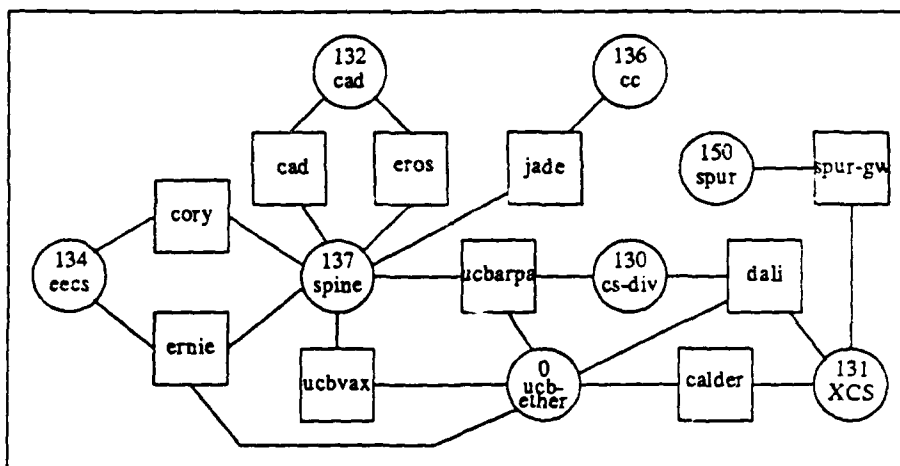 132
cad
136
cc
cad
eros
jade
150
spur
spur-gw
cory
134
eecs
137
spine
ucbarpa
130
cs-div
dali
ernie
ucbvax
0
ucb-
ether
calder
131
XCS